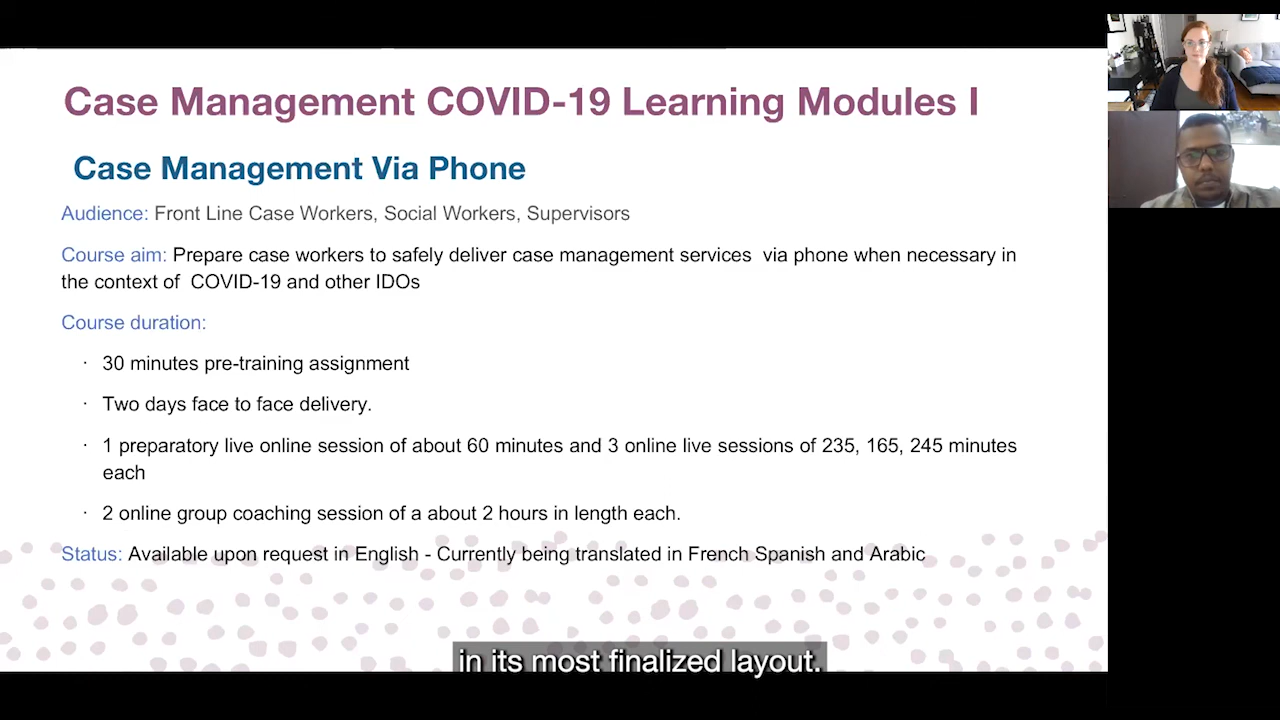 Case Management COVID-19 Learning Modules I
Case Management Via Phone
Audience: Front Line Case Workers, Social Workers, Supervisors
Course aim: Prepare case workers to safely deliver case management services via phone when necessary in
the context of COVID-19 and other IDOs
Course duration:
· 30 minutes pre-training assignment
· Two days face to face delivery.
· 1 preparatory live online session of about 60 minutes and 3 online live sessions of 235, 165, 245 minutes
each
· 2 online group coaching session of a about 2 hours in length each.
Status: Available upon request in English - Currently being translated in French Spanish and Arabic
in its most finalized layout.